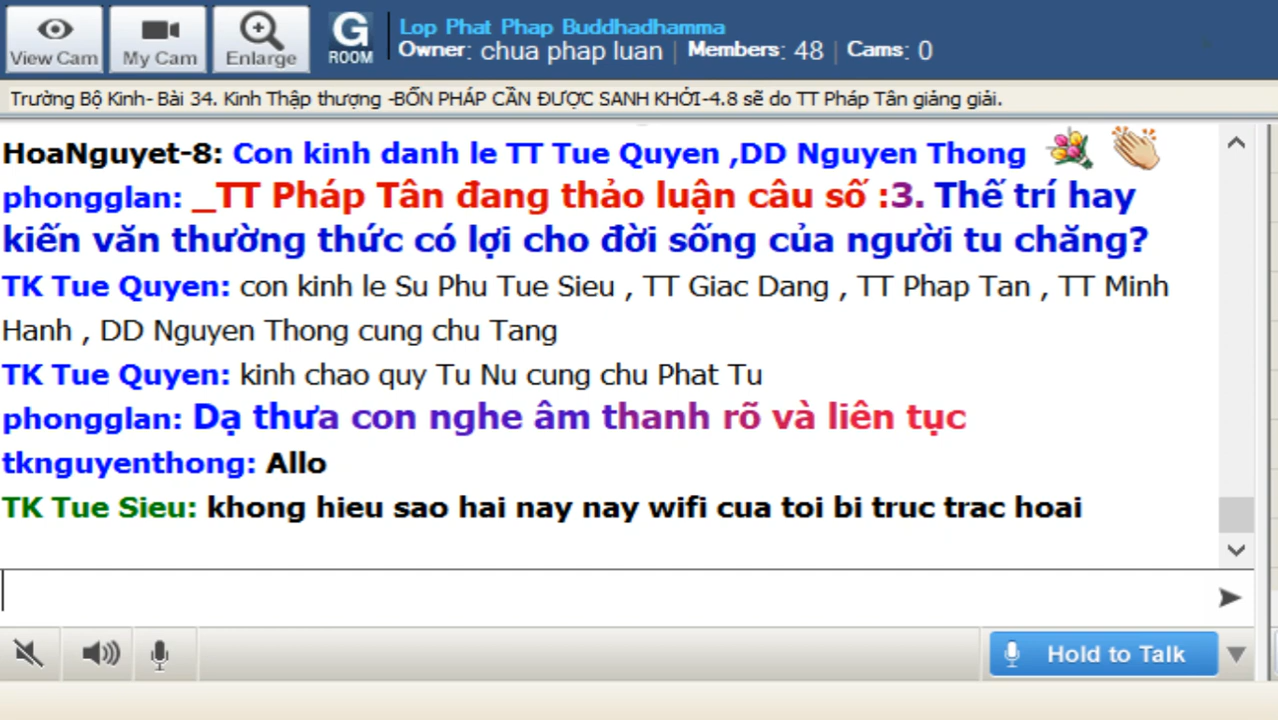 Lop Phat Phap Buddhadhamma
View Cam
My Cam
Enlarge
G ROOM
Owner: chua phap luan | Members: 48 | Cams: 0
Trường Bộ Kinh- Bài 34. Kinh Thập thượng -BỐN PHÁP CẦN ĐƯỢC SANH KHỞI-4.8 sẽ do TT Pháp Tân giảng giải.
HoaNguyet-8: Con kinh danh le TT Tue Quyen ,DD Nguyen Thong
phongglan: _TT Pháp Tân đang thảo luận câu số :3. Thế trí hay
kiến văn thường thức có lợi cho đời sống của người tu chăng?
TK Tue Quyen: con kinh le Su Phu Tue Sieu , TT Giac Dang , TT Phap Tan , TT Minh
Hanh , DD Nguyen Thong cung chu Tang
TK Tue Quyen: kinh chao quy Tu Nu cung chu Phat Tu
phongglan: Dạ thưa con nghe âm thanh rõ và liên tục
tknguyenthong: Allo
TK Tue Sieu: khong hieu sao hai nay nay wifi cua toi bi truc trac hoai
Hold to Talk